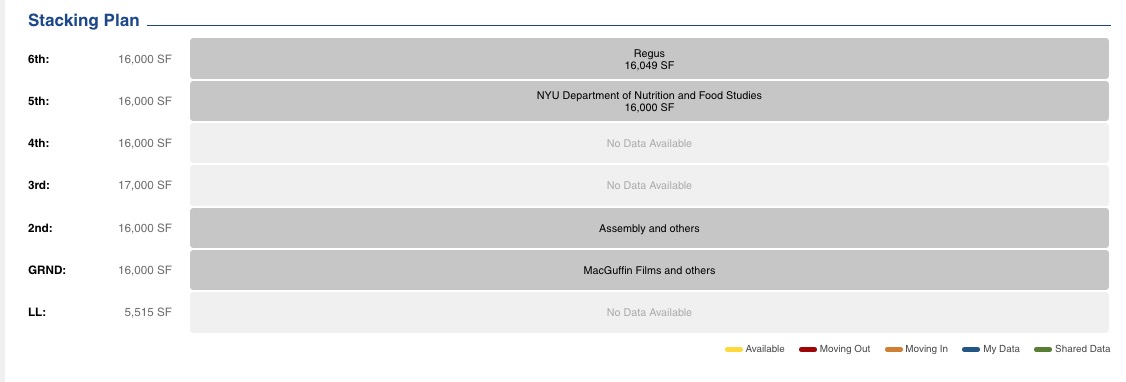 Stacking Plan
6th: 16,000 SF Regus
16,049 SF
5th: 16,000 SF NYU Department of Nutrition and Food Studies
16,000 SF
4th: 16,000 SF No Data Available
3rd: 17,000 SF No Data Available
2nd: 16,000 SF Assembly and others
GRND: 16,000 SF MacGuffin Films and others
LL: 5,515 SF No Data Available
Available Moving Out Moving In My Data Shared Data